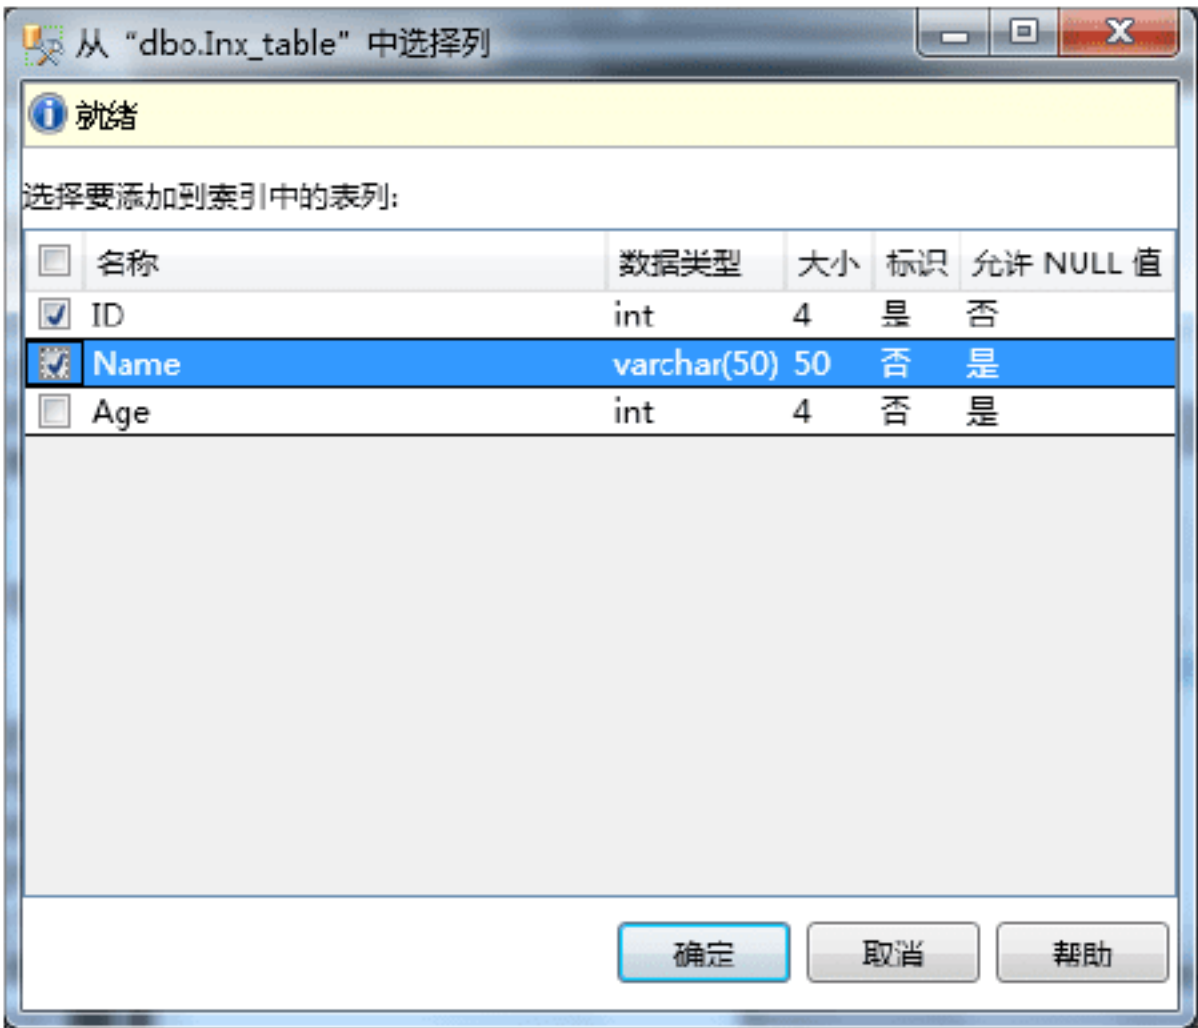 从 “dbo.Inx_table” 中选择列
就绪
选择要添加到索引中的表列:
名称 数据类型 大小 标识 允许 NULL 值
ID int 4 是 否
Name varchar(50) 50 否 是
Age int 4 否 是
确定 取消 帮助